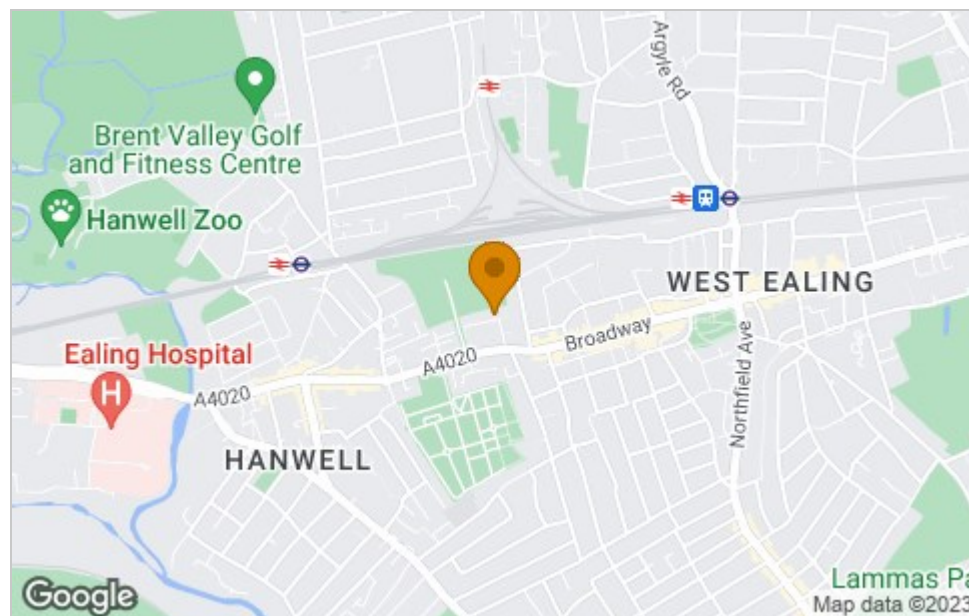 Argyle Rd
Brent Valley Golf
and Fitness Centre
Hanwell Zoo
WEST EALING
Broadway
Ealing Hospital
H
A4020
A4020
Northfield Ave
HANWELL
Google
Lammas Pa
Map data ©2023